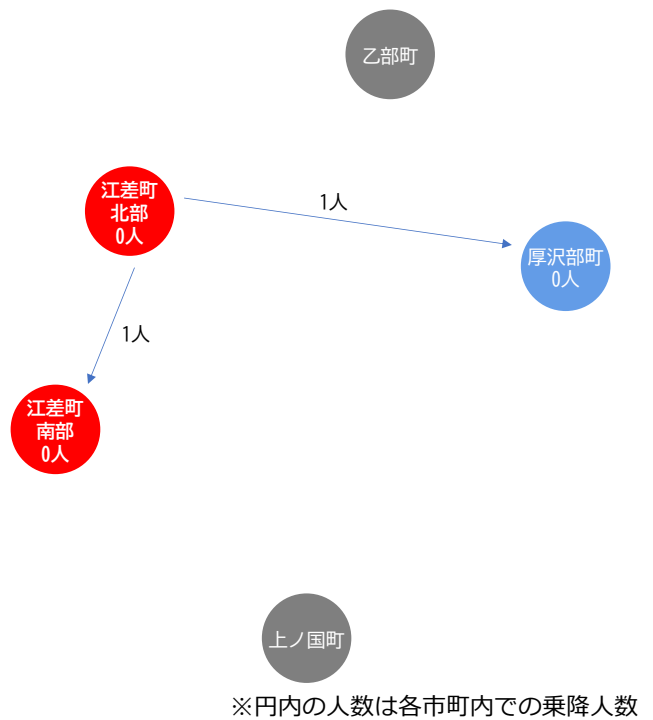 乙部町
江差町
北部
0人
1人
厚沢部町
0人
1人
江差町
南部
0人
上ノ国町
※円内の人数は各市町内での乗降人数